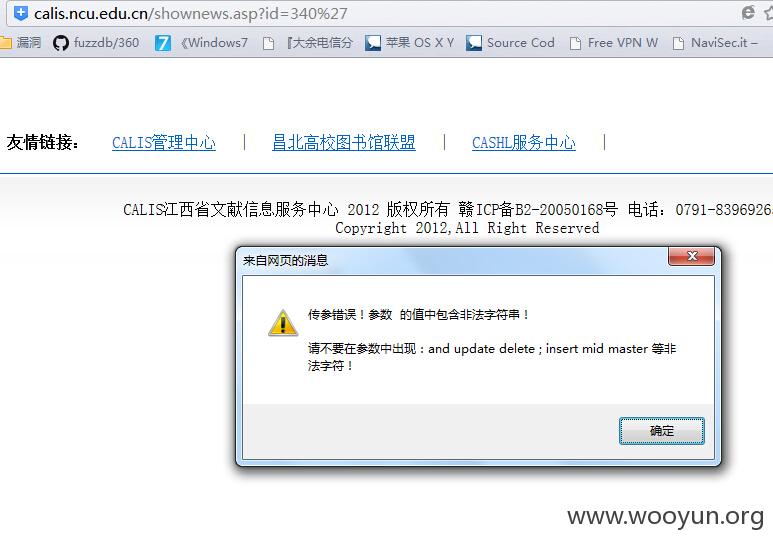 calis.ncu.edu.cn/shownews.asp?id=340%27
漏洞 fuzzdb/360 《Windows7 『大余电信分 苹果 OS X Y Source Cod Free VPN W NaviSec.it –
友情链接： CALIS管理中心 | 昌北高校图书馆联盟 | CASHL服务中心 |
CALIS江西省文献信息服务中心 2012 版权所有 赣ICP备B2-20050168号 电话：0791-8396926
Copyright 2012,All Right Reserved
来自网页的消息
传参错误！参数 的值中包含非法字符串！
请不要在参数中出现：and update delete ; insert mid master 等非
法字符！
确定
www.wooyun.org